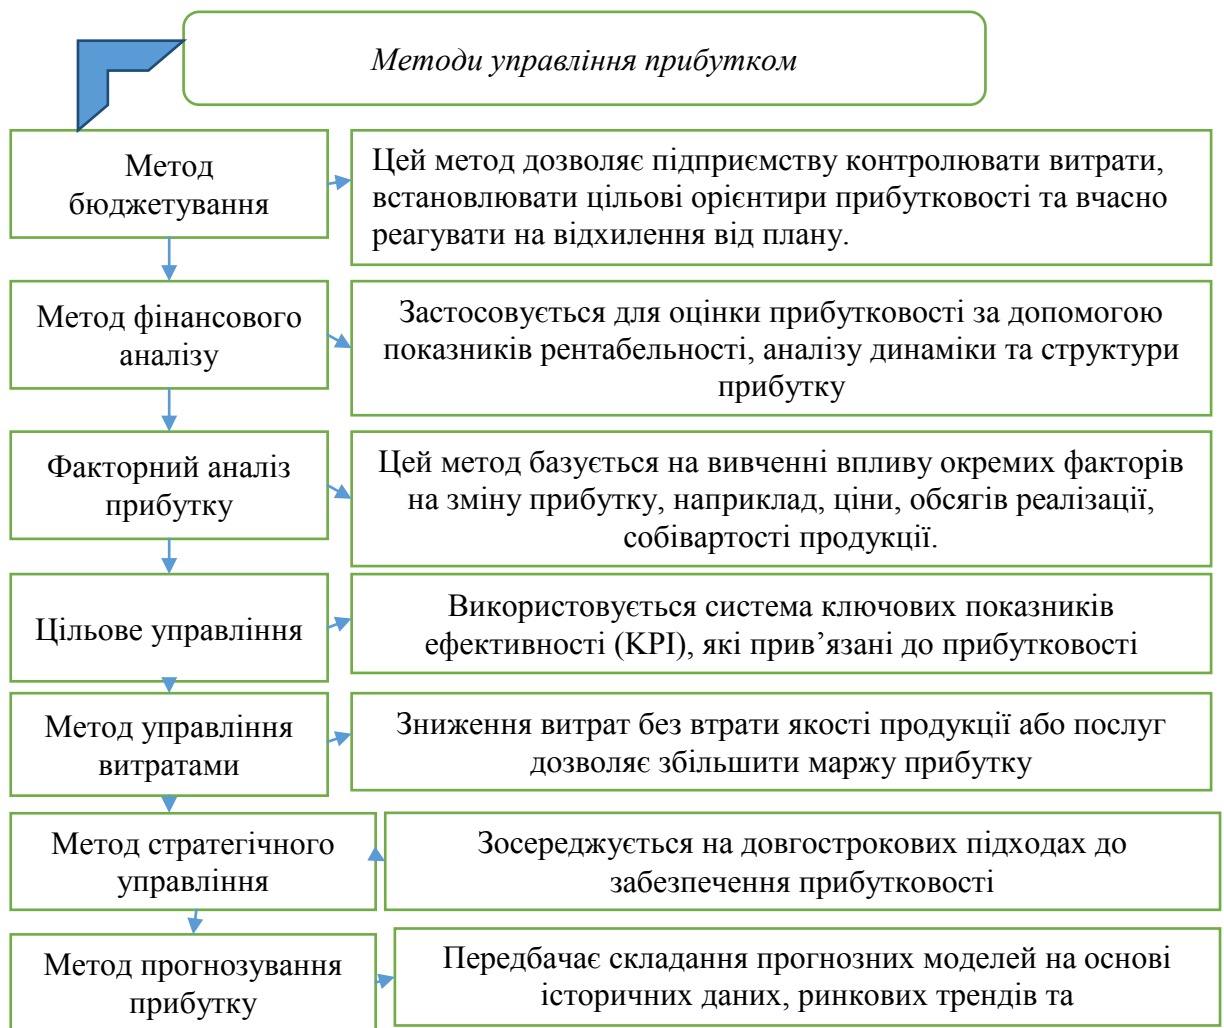 Методи управління прибутком
Метод
бюджетування
Цей метод дозволяє підприємству контролювати витрати,
встановлювати цільові орієнтири прибутковості та вчасно
реагувати на відхилення від плану.
Метод фінансового
аналізу
Застосовується для оцінки прибутковості за допомогою
показників рентабельності, аналізу динаміки та структури
прибутку
Факторний аналіз
прибутку
Цей метод базується на вивченні впливу окремих факторів
на зміну прибутку, наприклад, ціни, обсягів реалізації,
собівартості продукції.
Цільове управління
Використовується система ключових показників
ефективності (KPI), які прив’язані до прибутковості
Метод управління
витратами
Зниження витрат без втрати якості продукції або послуг
дозволяє збільшити маржу прибутку
Метод стратегічного
управління
Зосереджується на довгострокових підходах до
забезпечення прибутковості
Метод прогнозування
прибутку
Передбачає складання прогнозних моделей на основі
історичних даних, ринкових трендів та